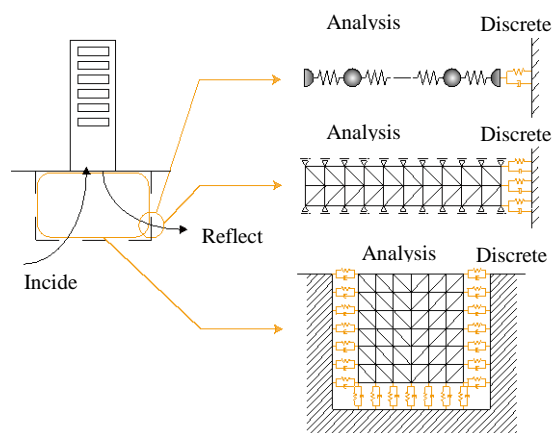 Analysis
Discrete
Analysis
Discrete
Reflect
Incide
Analysis
Discrete